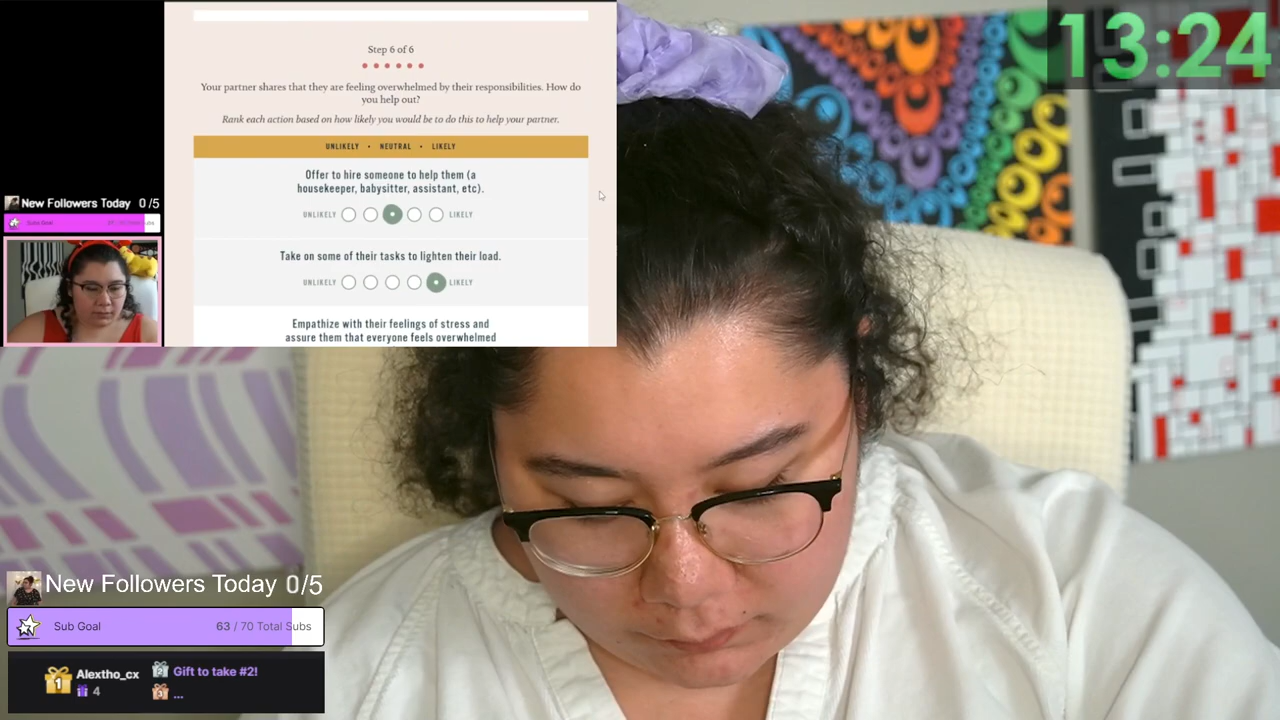 13:24
Step 6 of 6
Your partner shares that they are feeling overwhelmed by their responsibilities. How do
you help out?
Rank each action based on how likely you would be to do this to help your partner.
UNLIKELY • NEUTRAL • LIKELY
Offer to hire someone to help them (a
housekeeper, babysitter, assistant, etc).
UNLIKELY LIKELY
Take on some of their tasks to lighten their load.
UNLIKELY LIKELY
Empathize with their feelings of stress and
assure them that everyone feels overwhelmed
New Followers Today 0/5
Sub Goal
New Followers Today 0/5
Sub Goal 63 / 70 Total Subs
1 Alextho_cx
4
2 Gift to take #2!
3 ...